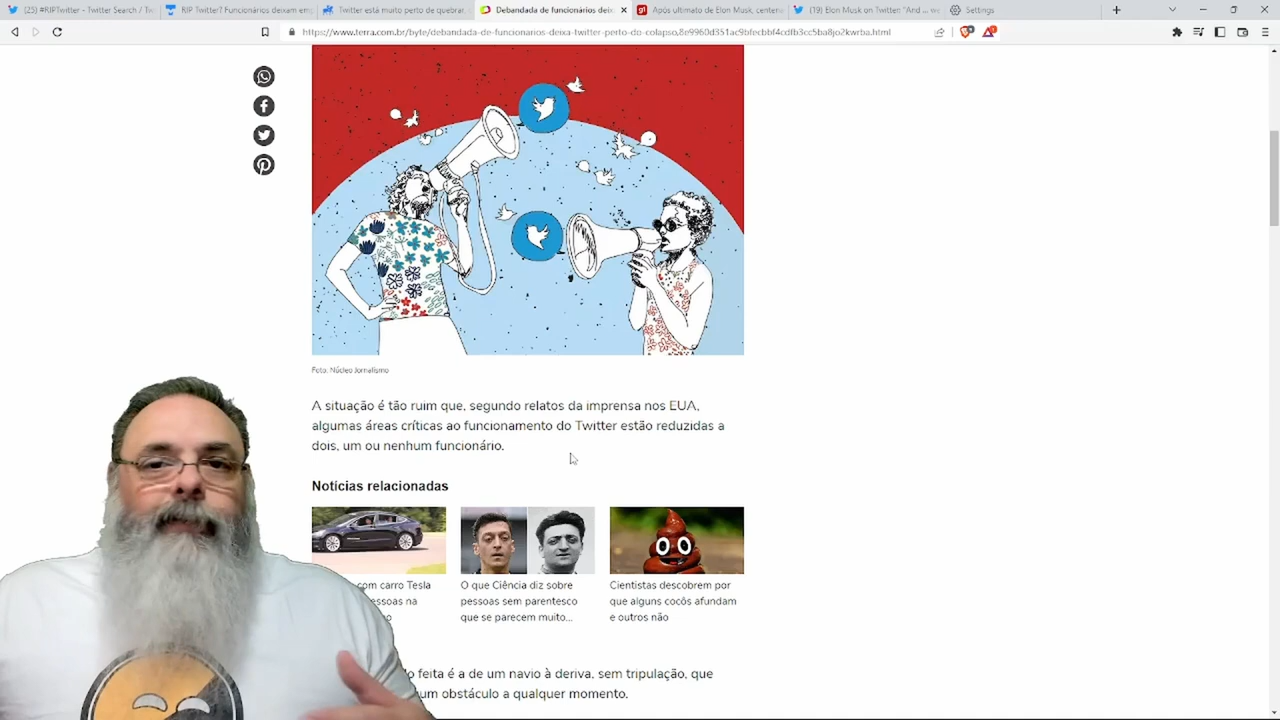 (25) #RIPTwitter - Twitter Search / Tw
RIP Twitter? Funcionários deixam em
Twitter está muito perto de quebrar,
Debandada de funcionários deix
Após ultimato de Elon Musk, centen
(19) Elon Musk on Twitter: "And ... w
Settings
https://www.terra.com.br/byte/debandada-de-funcionarios-deixa-twitter-perto-do-colapso,
Foto: Núcleo Jornalismo
A situação é tão ruim que, segundo relatos da imprensa nos EUA,
algumas áreas críticas ao funcionamento do Twitter estão reduzidas a
dois, um ou nenhum funcionário.
Notícias relacionadas
com carro Tesla
essoas na
o
O que Ciência diz sobre
pessoas sem parentesco
que se parecem muito...
Cientistas descobrem por
que alguns cocôs afundam
e outros não
o feita é a de um navio à deriva, sem tripulação, que
um obstáculo a qualquer momento.